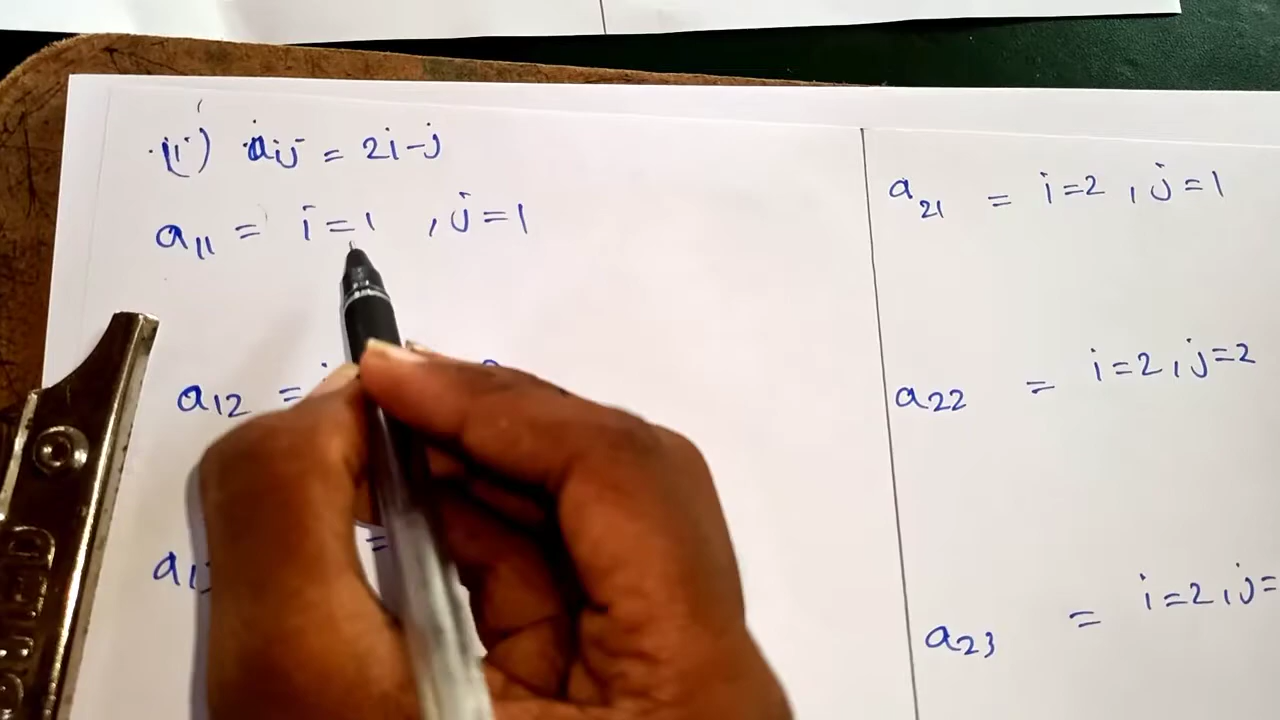 (ii) aij = 2i-j
a11 = i=1 , j=1
a12 =
=
a21 = i=2 , j=1
a22 = i=2 , j=2
a23 = i=2 , j=